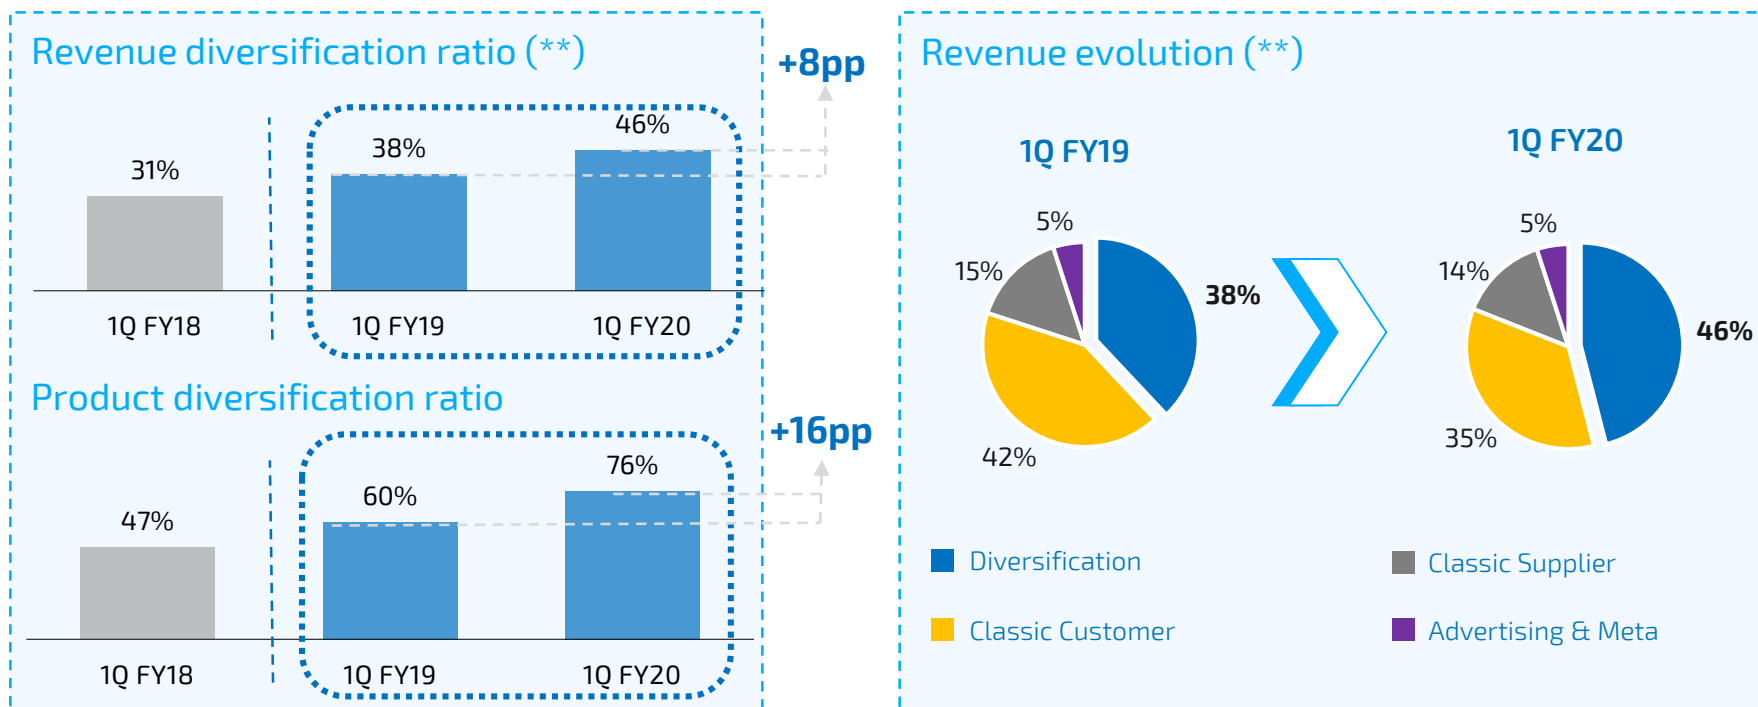 Revenue diversification ratio (**)
+8pp
31%
38%
46%
1Q FY18
1Q FY19
1Q FY20
Product diversification ratio
+16pp
47%
60%
76%
1Q FY18
1Q FY19
1Q FY20
Revenue evolution (**)
1Q FY19
5%
15%
38%
42%
1Q FY20
5%
14%
46%
35%
Diversification
Classic Supplier
Classic Customer
Advertising & Meta